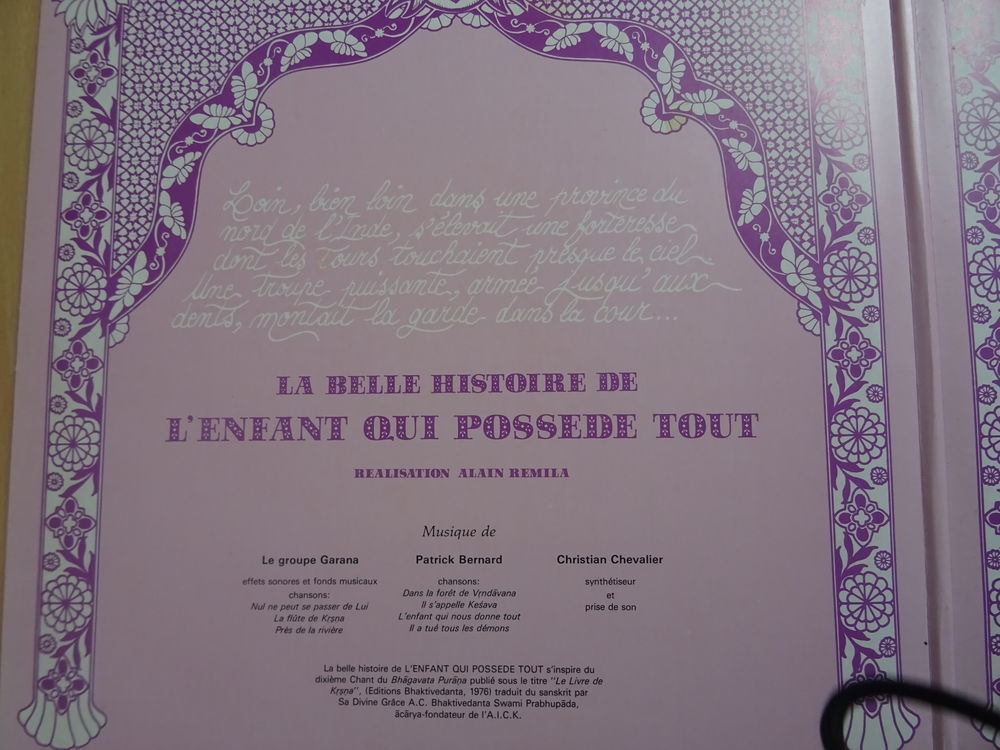 Loin, bien loin dans une province du
nord de l'Inde, s'élevait une forteresse
dont les tours touchaient presque le ciel.
Une troupe puissante, armée jusqu'aux
dents, montait la garde dans la cour...
LA BELLE HISTOIRE DE
L'ENFANT QUI POSSEDE TOUT
REALISATION ALAIN REMILA
Musique de
Le groupe Garana
effets sonores et fonds musicaux
chansons:
Nul ne peut se passer de Lui
La flûte de Kṛṣṇa
Près de la rivière
Patrick Bernard
chansons:
Dans la forêt de Vṛndāvana
Il s'appelle Keśava
L'enfant qui nous donne tout
Il a tué tous les démons
Christian Chevalier
synthétiseur
et
prise de son
La belle histoire de L'ENFANT QUI POSSEDE TOUT s'inspire du
dixième Chant du Bhāgavata Purāṇa publié sous le titre "Le Livre de
Kṛṣṇa", (Editions Bhaktivedanta, 1976) traduit du sanskrit par
Sa Divine Grâce A.C. Bhaktivedanta Swami Prabhupāda,
ācārya-fondateur de l'A.I.C.K.